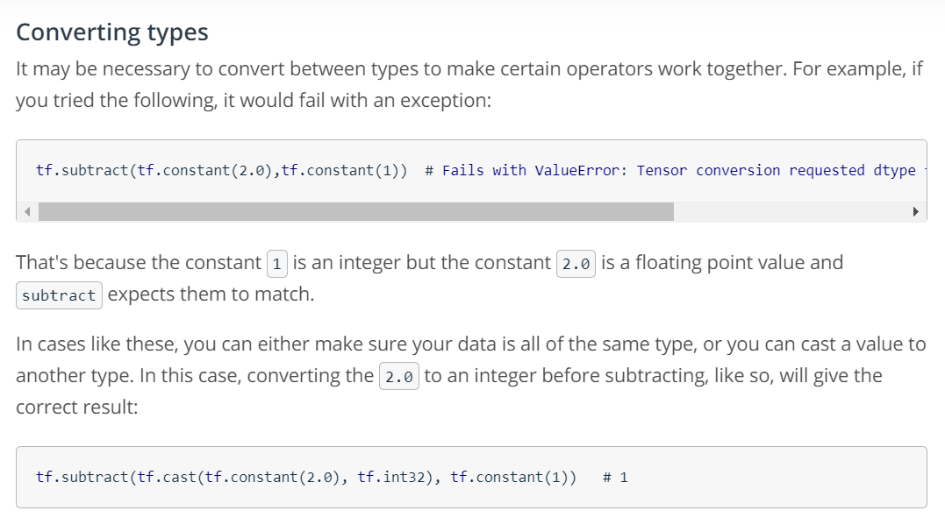 Converting types
It may be necessary to convert between types to make certain operators work together. For example, if
you tried the following, it would fail with an exception:
tf.subtract(tf.constant(2.0),tf.constant(1))  # Fails with ValueError: Tensor conversion requested dtype
That's because the constant 1 is an integer but the constant 2.0 is a floating point value and
subtract expects them to match.
In cases like these, you can either make sure your data is all of the same type, or you can cast a value to
another type. In this case, converting the 2.0 to an integer before subtracting, like so, will give the
correct result:
tf.subtract(tf.cast(tf.constant(2.0), tf.int32), tf.constant(1))   # 1